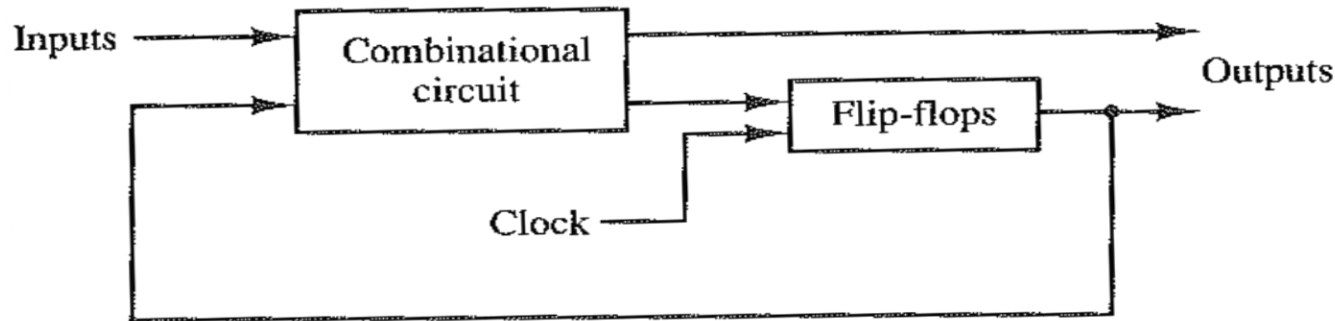 Inputs
Combinational
circuit
Outputs
Flip-flops
Clock